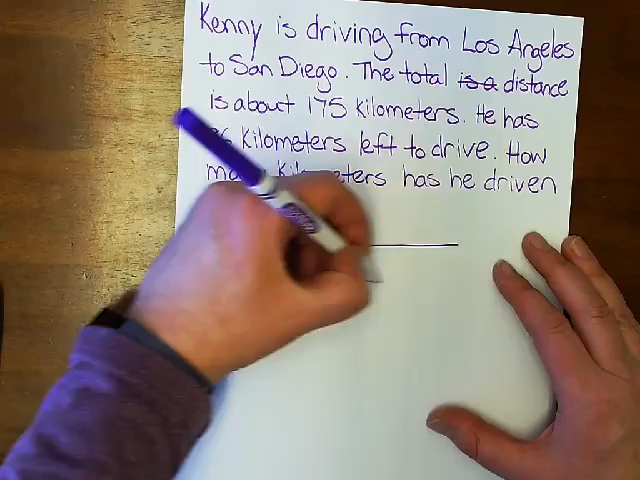 Kenny is driving from Los Angeles
to San Diego. The total is a distance
is about 175 kilometers. He has
kilometers left to drive. How
kilometers has he driven